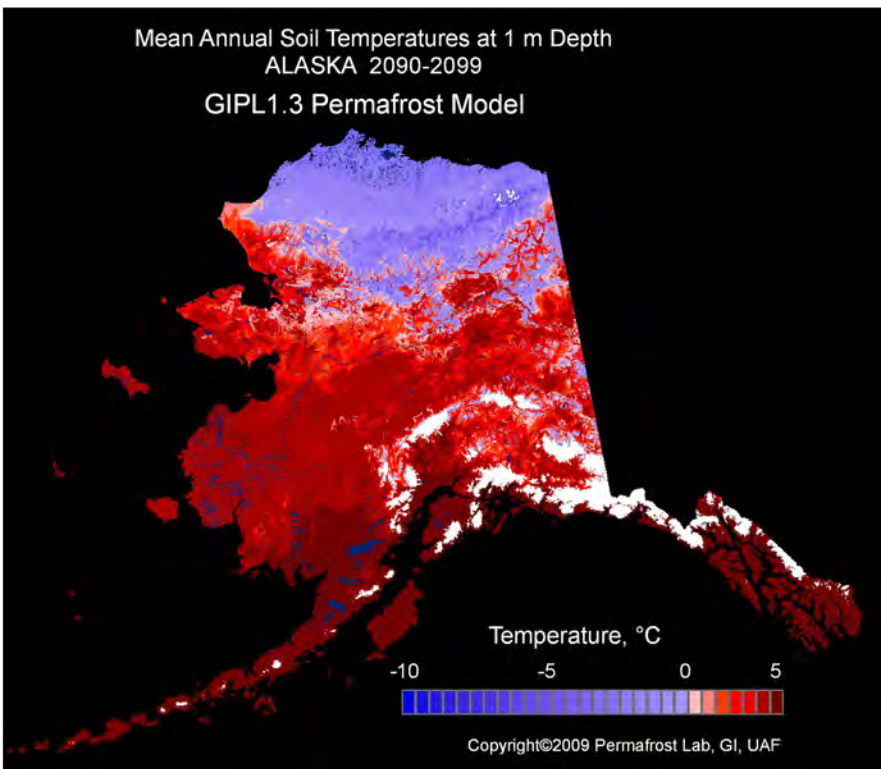 Mean Annual Soil Temperatures at 1 m Depth
ALASKA 2090-2099
GIPL1.3 Permafrost Model
Temperature, °C
-10 -5 0 5
Copyright©2009 Permafrost Lab, GI, UAF